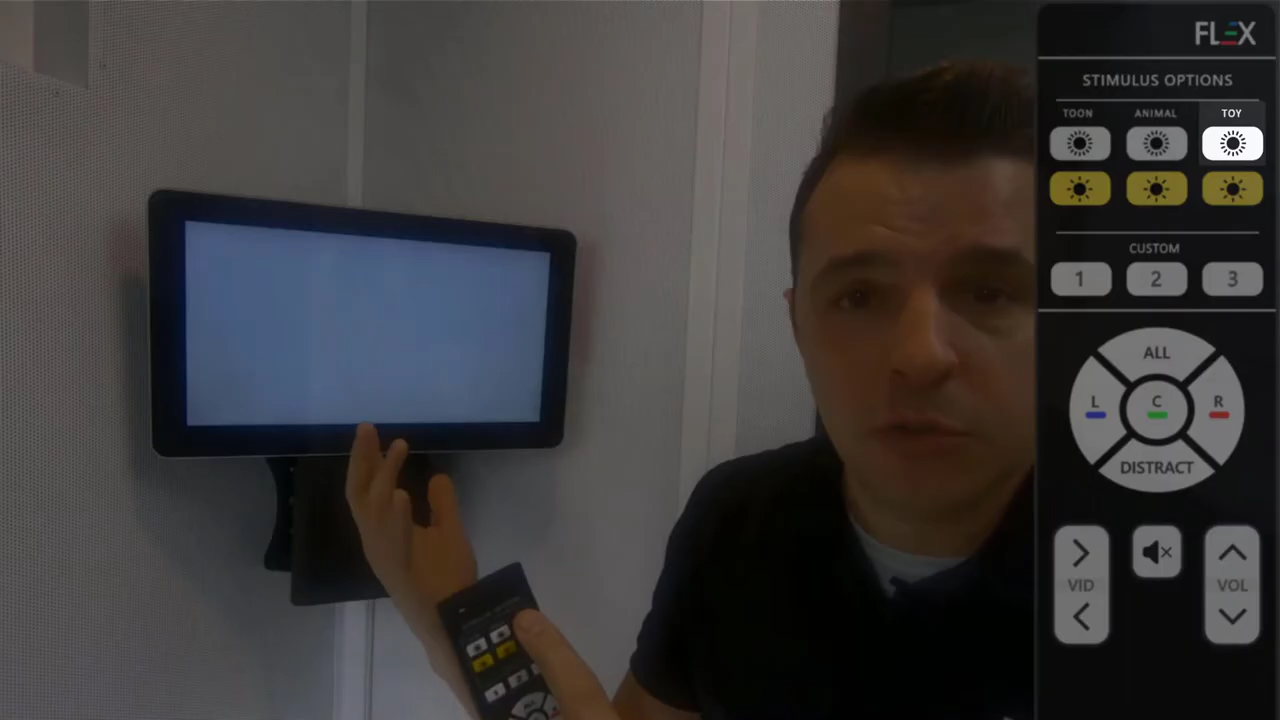 FLEX
STIMULUS OPTIONS
TOON ANIMAL TOY
CUSTOM
1 2 3
ALL
L C R
DISTRACT
VID VOL